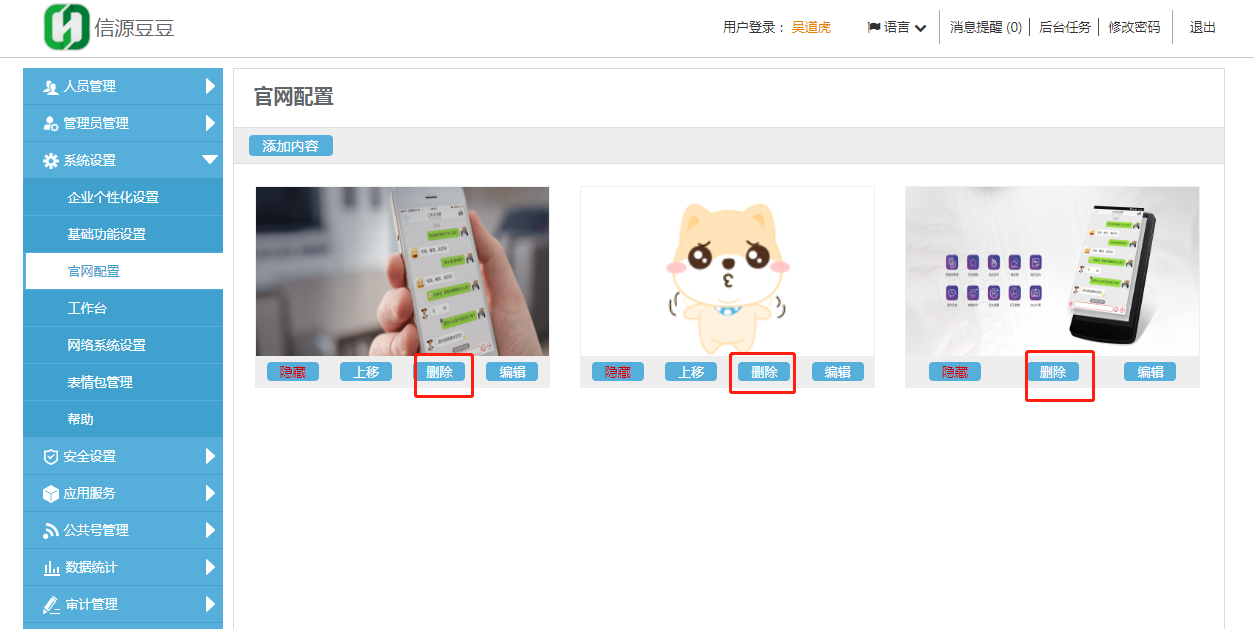 信源豆豆
用户登录： 吴道虎 语言 消息提醒 (0) 后台任务 修改密码 退出
人员管理
管理员管理
系统设置
企业个性化设置
基础功能设置
官网配置
工作台
网络系统设置
表情包管理
帮助
安全设置
应用服务
公共号管理
数据统计
审计管理
官网配置
添加内容
隐藏 上移 删除 编辑
隐藏 上移 删除 编辑
隐藏 删除 编辑